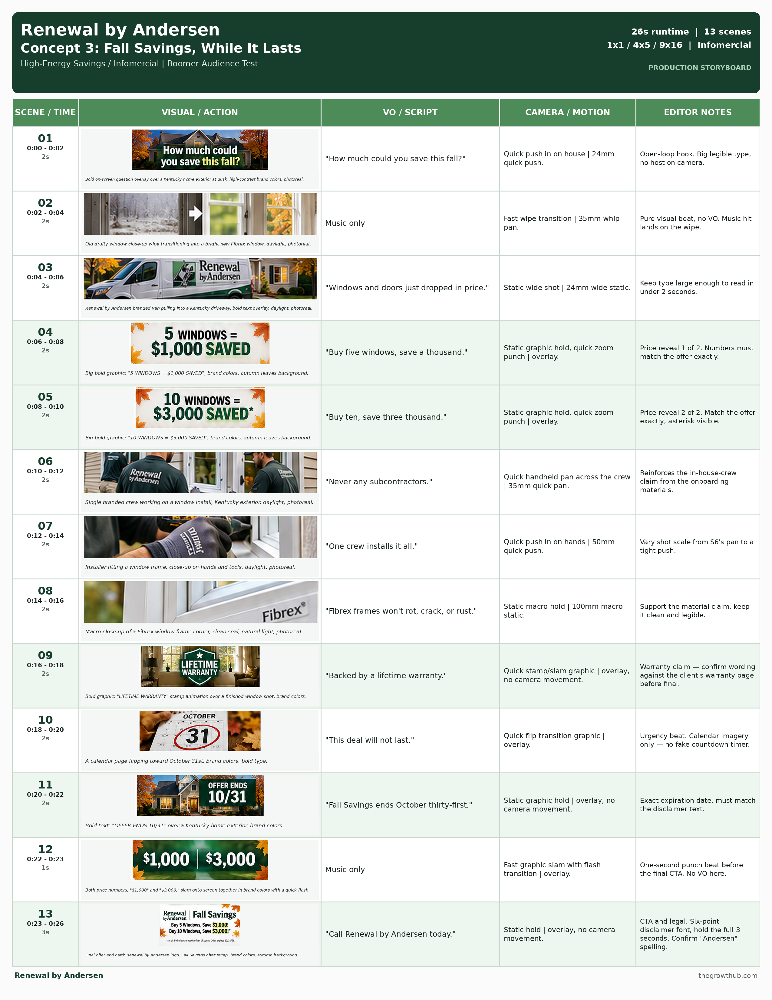 Renewal by Andersen
Concept 3: Fall Savings, While It Lasts
High-Energy Savings / Infomercial | Boomer Audience Test
26s runtime | 13 scenes
1x1 / 4x5 / 9x16 | Infomercial
PRODUCTION STORYBOARD
SCENE / TIME
VISUAL / ACTION
VO / SCRIPT
CAMERA / MOTION
EDITOR NOTES
01
0:00 - 0:02
2s
How much could
you save this fall?
Bold on-screen question overlay over a Kentucky home exterior at dusk, high-contrast brand colors, photoreal.
"How much could you save this fall?"
Quick push in on house | 24mm
quick push.
Open-loop hook. Big legible type,
no host on camera.
02
0:02 - 0:04
2s
Old drafty window close-up wipe transitioning into a bright new Fibrex window, daylight, photoreal.
Music only
Fast wipe transition | 35mm whip
pan.
Pure visual beat, no VO. Music hit
lands on the wipe.
03
0:04 - 0:06
2s
Renewal
by Andersen
Renewal by Andersen branded van pulling into a Kentucky driveway, bold text overlay, daylight, photoreal.
"Windows and doors just dropped in price."
Static wide shot | 24mm wide static.
Keep type large enough to read in
under 2 seconds.
04
0:06 - 0:08
2s
5 WINDOWS =
$1,000 SAVED
Big bold graphic: "5 WINDOWS = $1,000 SAVED", brand colors, autumn leaves background.
"Buy five windows, save a thousand."
Static graphic hold, quick zoom
punch | overlay.
Price reveal 1 of 2. Numbers must
match the offer exactly.
05
0:08 - 0:10
2s
10 WINDOWS =
$3,000 SAVED*
Big bold graphic: "10 WINDOWS = $3,000 SAVED", brand colors, autumn leaves background.
"Buy ten, save three thousand."
Static graphic hold, quick zoom
punch | overlay.
Price reveal 2 of 2. Match the offer
exactly, asterisk visible.
06
0:10 - 0:12
2s
Renewal
by Andersen
Single branded crew working on a window install, Kentucky exterior, daylight, photoreal.
"Never any subcontractors."
Quick handheld pan across the crew
| 35mm quick pan.
Reinforces the in-house-crew
claim from the onboarding
materials.
07
0:12 - 0:14
2s
Installer fitting a window frame, close-up on hands and tools, daylight, photoreal.
"One crew installs it all."
Quick push in on hands | 50mm
quick push.
Vary shot scale from S6's pan to a
tight push.
08
0:14 - 0:16
2s
Fibrex®
Macro close-up of a Fibrex window frame corner, clean seal, natural light, photoreal.
"Fibrex frames won't rot, crack, or rust."
Static macro hold | 100mm macro
static.
Support the material claim, keep
it clean and legible.
09
0:16 - 0:18
2s
LIFETIME
WARRANTY
Bold graphic: "LIFETIME WARRANTY" stamp animation over a finished window shot, brand colors.
"Backed by a lifetime warranty."
Quick stamp/slam graphic | overlay,
no camera movement.
Warranty claim — confirm wording
against the client's warranty page
before final.
10
0:18 - 0:20
2s
OCTOBER
31
A calendar page flipping toward October 31st, brand colors, bold type.
"This deal will not last."
Quick flip transition graphic |
overlay.
Urgency beat. Calendar imagery
only — no fake countdown timer.
11
0:20 - 0:22
2s
OFFER ENDS
10/31
Bold text: "OFFER ENDS 10/31" over a Kentucky home exterior, brand colors.
"Fall Savings ends October thirty-first."
Static graphic hold | overlay, no
camera movement.
Exact expiration date, must match
the disclaimer text.
12
0:22 - 0:23
1s
$1,000 | $3,000
Both price numbers, "$1,000" and "$3,000," slam onto screen together in brand colors with a quick flash.
Music only
Fast graphic slam with flash
transition | overlay.
One-second punch beat before
the final CTA. No VO here.
13
0:23 - 0:26
3s
Renewal
by Andersen.
Fall Savings
Buy 5 Windows, Save $1,000!
Buy 10 Windows, Save $3,000!*
*Min of 5 windows to receive first discount. Offer expires 10/31/26.
Final offer end card: Renewal by Andersen logo, Fall Savings offer recap, brand colors, autumn background.
"Call Renewal by Andersen today."
Static hold | overlay, no camera
movement.
CTA and legal. Six-point
disclaimer font, hold the full 3
seconds. Confirm "Andersen"
spelling.
Renewal by Andersen
thegrowthub.com